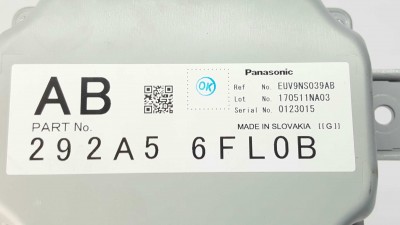 Panasonic
AB
OK
Ref No. EUV9NS039AB
Lot No. 170511NA03
Serial No. 0123015
PART No.
MADE IN SLOVAKIA [[G]]
292A5 6FL0B